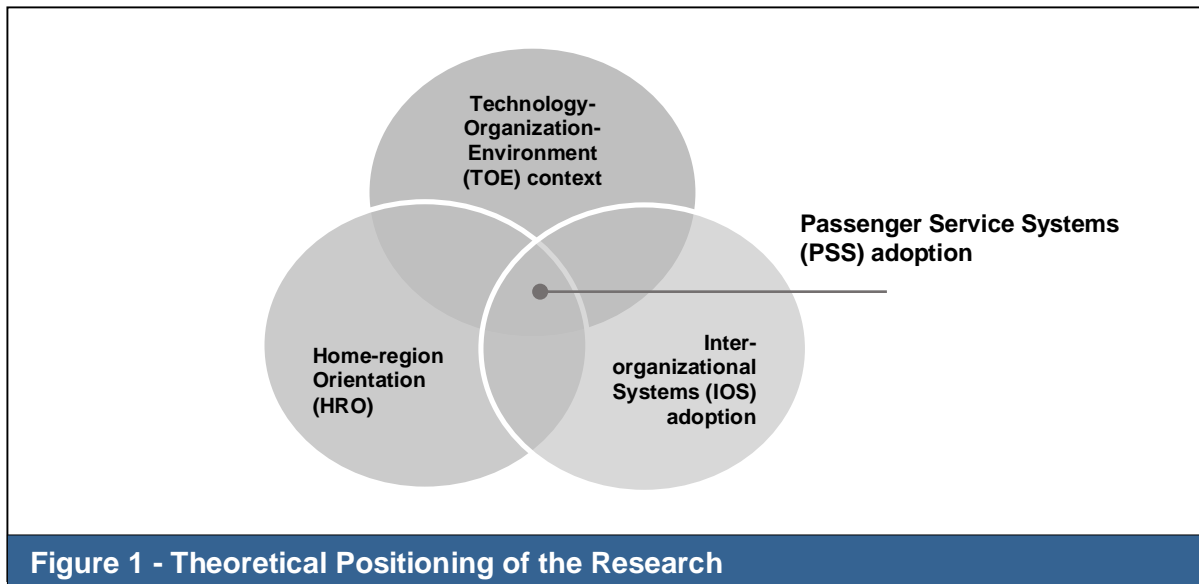 Technology-
Organization-
Environment
(TOE) context
Passenger Service Systems
(PSS) adoption
Home-region
Orientation
(HRO)
Inter-
organizational
Systems (IOS)
adoption
Figure 1 - Theoretical Positioning of the Research